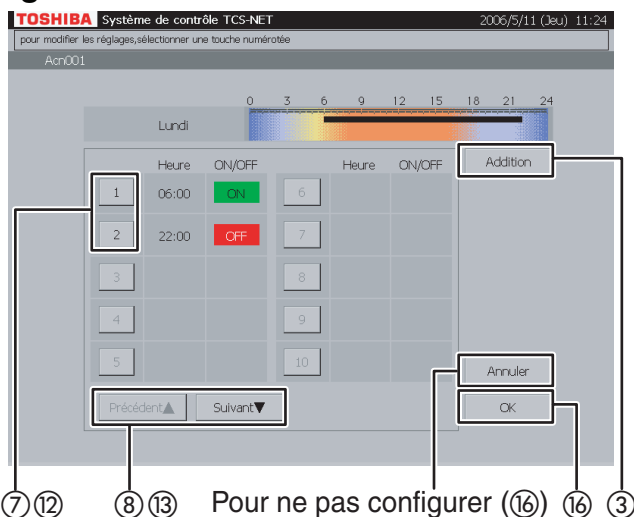 TOSHIBA Système de contrôle TCS-NET 2006/5/11 (Jeu) 11:24
pour modifier les réglages,sélectionner une touche numérotée
Acn001
0 3 6 9 12 15 18 21 24
Lundi
Heure ON/OFF Heure ON/OFF Addition
1 06:00 ON 6
2 22:00 OFF 7
3 8
4 9
5 10 Annuler
Précédent▲ Suivant▼ OK
⑦⑫ ⑧⑬ Pour ne pas configurer (⑯) ⑯ ③